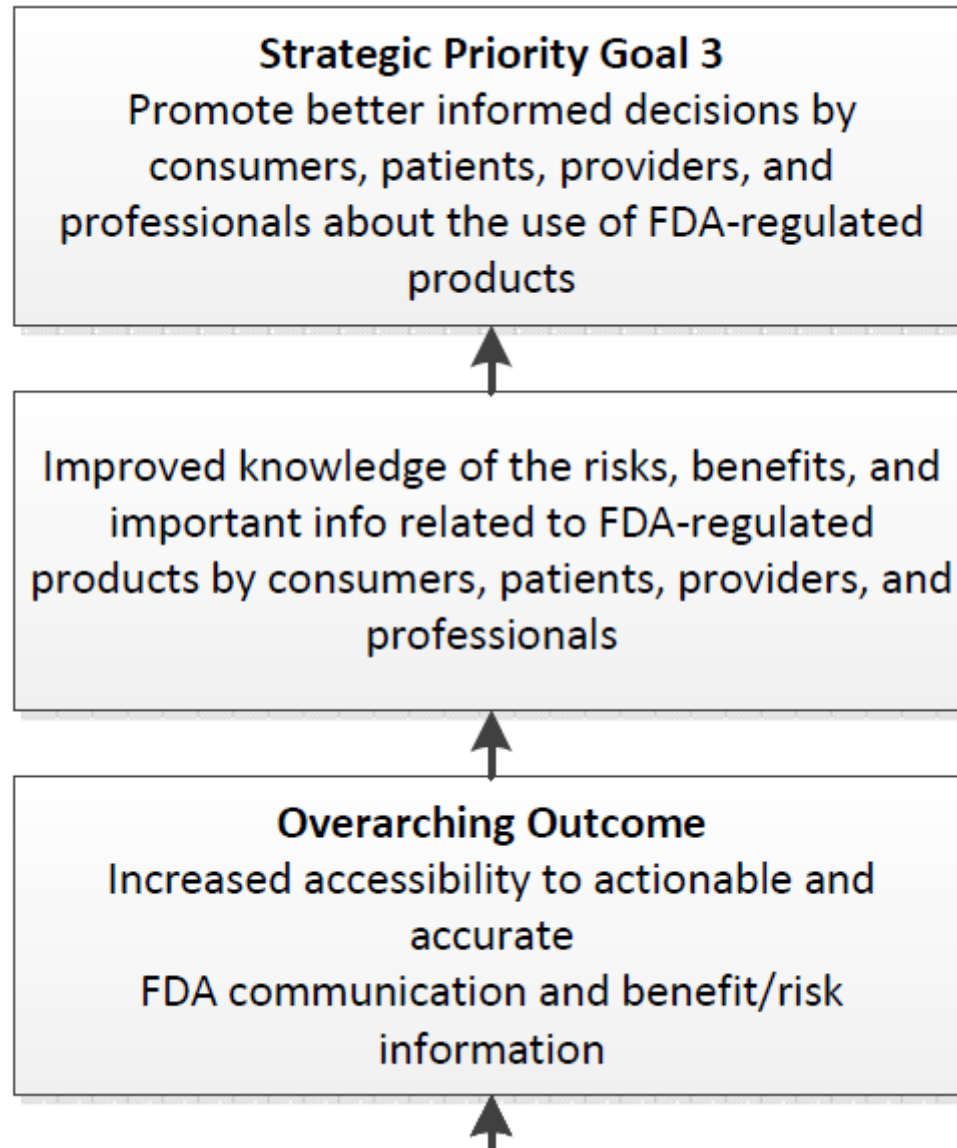 Strategic Priority Goal 3
Promote better informed decisions by
consumers, patients, providers, and
professionals about the use of FDA-regulated
products
Improved knowledge of the risks, benefits, and
important info related to FDA-regulated
products by consumers, patients, providers, and
professionals
Overarching Outcome
Increased accessibility to actionable and
accurate
FDA communication and benefit/risk
information